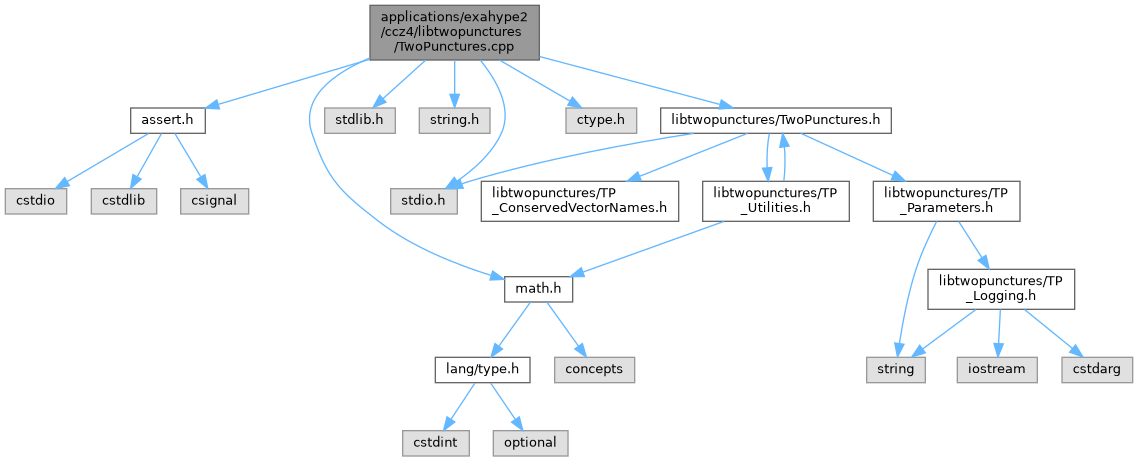 applications/exahype2
/ccz4/libtwopunctures
/TwoPunctures.cpp
assert.h
stdlib.h
string.h
ctype.h
libtwopunctures/TwoPunctures.h
cstdio
cstdlib
csignal
stdio.h
libtwopunctures/TP
_ConservedVectorNames.h
libtwopunctures/TP
_Utilities.h
libtwopunctures/TP
_Parameters.h
math.h
libtwopunctures/TP
_Logging.h
lang/type.h
concepts
string
iostream
cstdarg
cstdint
optional